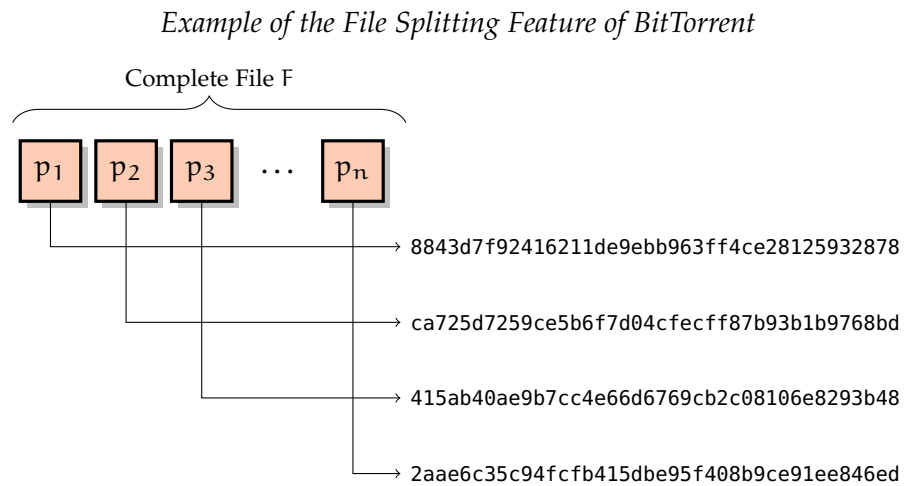 Example of the File Splitting Feature of BitTorrent
Complete File F
p1 p2 p3 ··· pn
8843d7f92416211de9ebb963ff4ce28125932878
ca725d7259ce5b6f7d04cfecff87b93b1b9768bd
415ab40ae9b7cc4e66d6769cb2c08106e8293b48
2aae6c35c94fcfb415dbe95f408b9ce91ee846ed